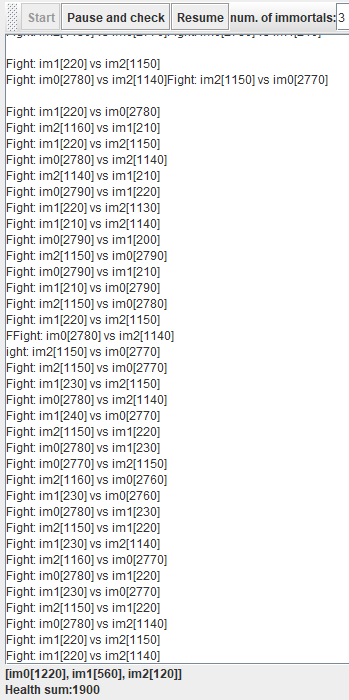 Start Pause and check Resume num. of immortals: 3
Fight: im1[220] vs im2[1150]
Fight: im0[2780] vs im2[1140]Fight: im2[1150] vs im0[2770]
Fight: im1[220] vs im0[2780]
Fight: im2[1160] vs im1[210]
Fight: im1[220] vs im2[1150]
Fight: im0[2780] vs im2[1140]
Fight: im2[1140] vs im1[210]
Fight: im0[2790] vs im1[220]
Fight: im1[220] vs im2[1130]
Fight: im1[210] vs im2[1140]
Fight: im0[2790] vs im1[200]
Fight: im2[1150] vs im0[2790]
Fight: im0[2790] vs im1[210]
Fight: im1[210] vs im0[2790]
Fight: im2[1150] vs im0[2780]
Fight: im1[220] vs im2[1150]
FFight: im0[2780] vs im2[1140]
ight: im2[1150] vs im0[2770]
Fight: im2[1150] vs im0[2770]
Fight: im1[230] vs im2[1150]
Fight: im0[2780] vs im2[1140]
Fight: im1[240] vs im0[2770]
Fight: im2[1150] vs im1[220]
Fight: im0[2780] vs im1[230]
Fight: im0[2770] vs im2[1150]
Fight: im2[1160] vs im0[2760]
Fight: im1[230] vs im0[2760]
Fight: im0[2780] vs im1[230]
Fight: im2[1150] vs im1[220]
Fight: im1[230] vs im2[1140]
Fight: im2[1160] vs im0[2770]
Fight: im0[2780] vs im1[220]
Fight: im1[230] vs im0[2770]
Fight: im2[1150] vs im1[220]
Fight: im0[2780] vs im2[1140]
Fight: im1[220] vs im2[1150]
Fight: im1[220] vs im2[1140]
[im0[1220], im1[560], im2[120]]
Health sum:1900